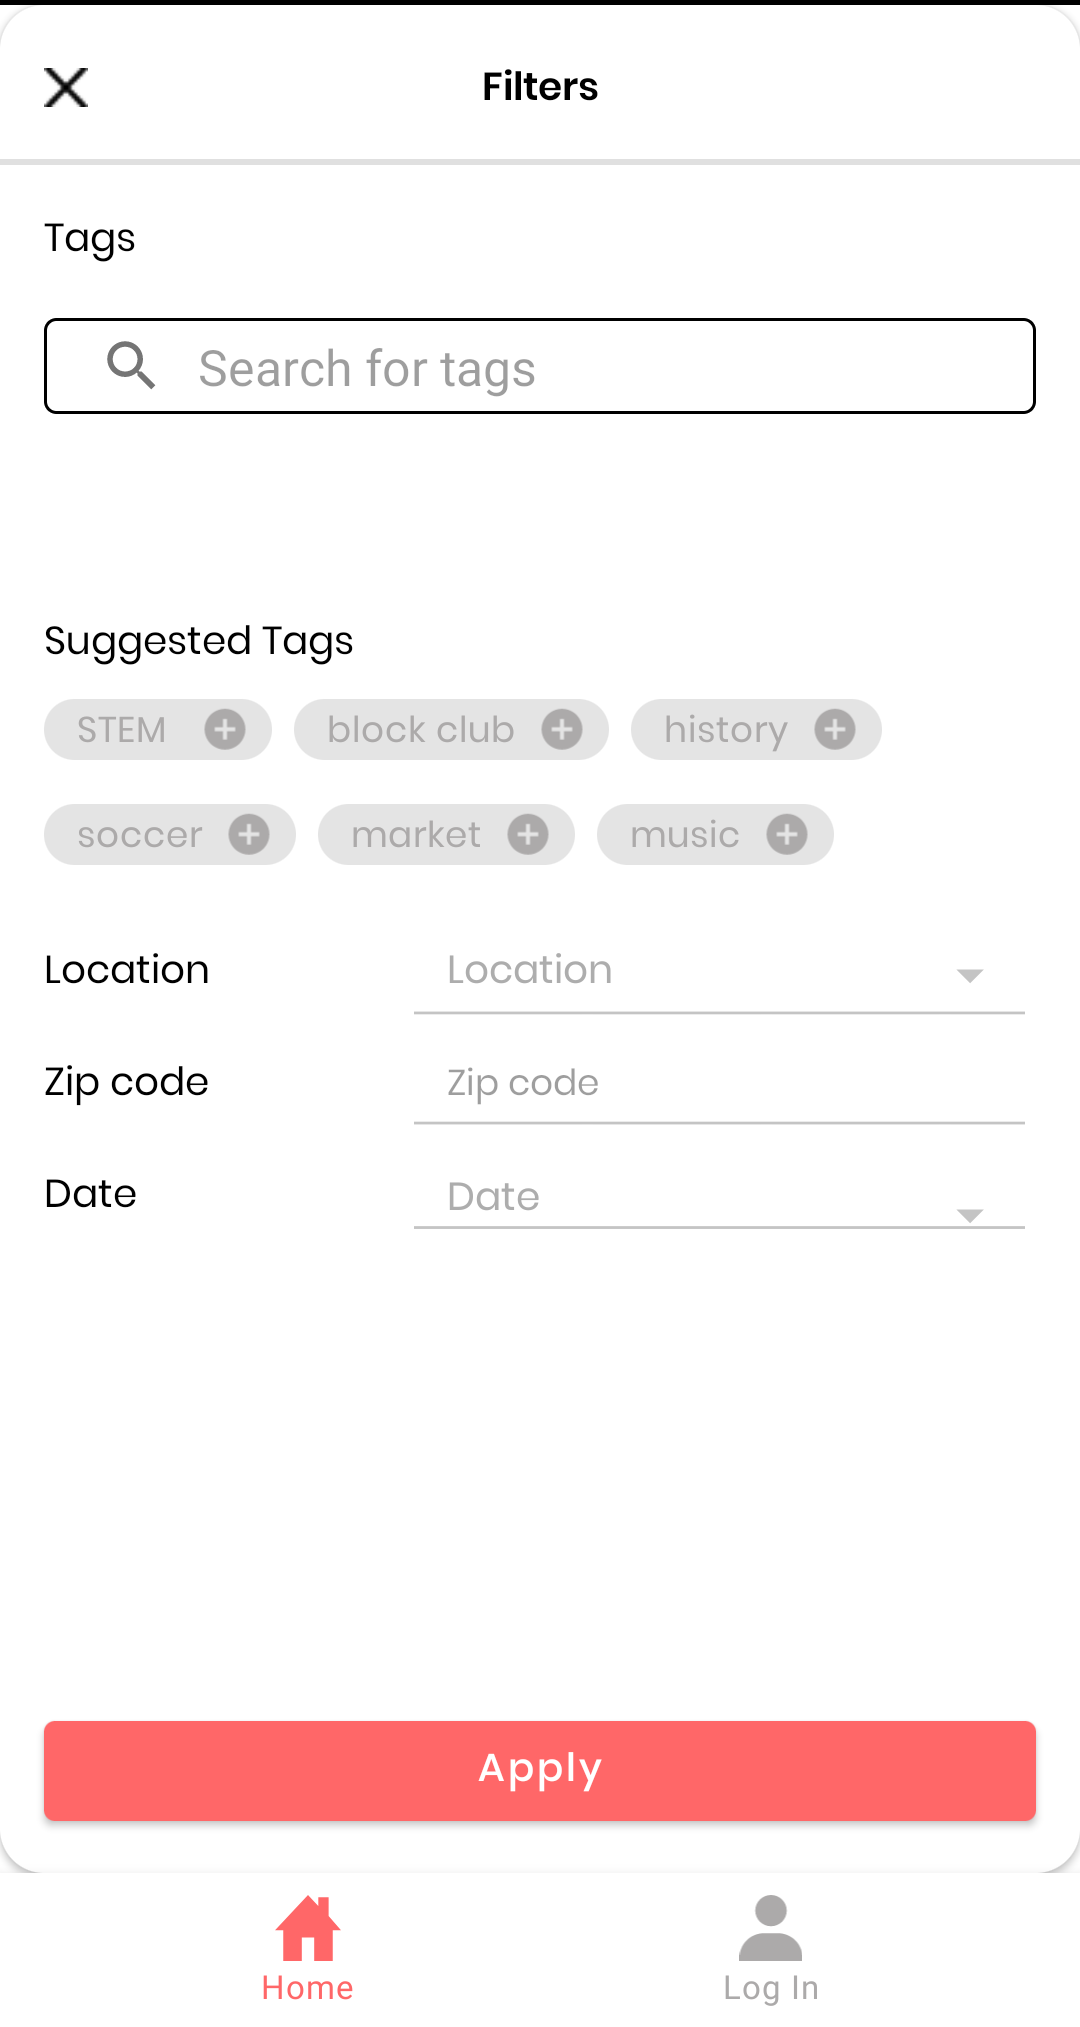 Filters
Tags
Search for tags
Suggested Tags
STEM block club history
soccer market music
Location Location
Zip code Zip code
Date Date
Apply
Home Log In